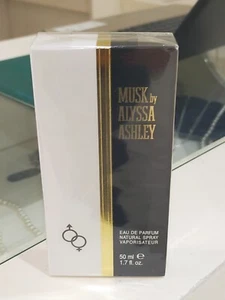 MUSK by
ALYSSA
ASHLEY
EAU DE PARFUM
NATURAL SPRAY
VAPORISATEUR
50 ml ℮
1.7 fl. oz.